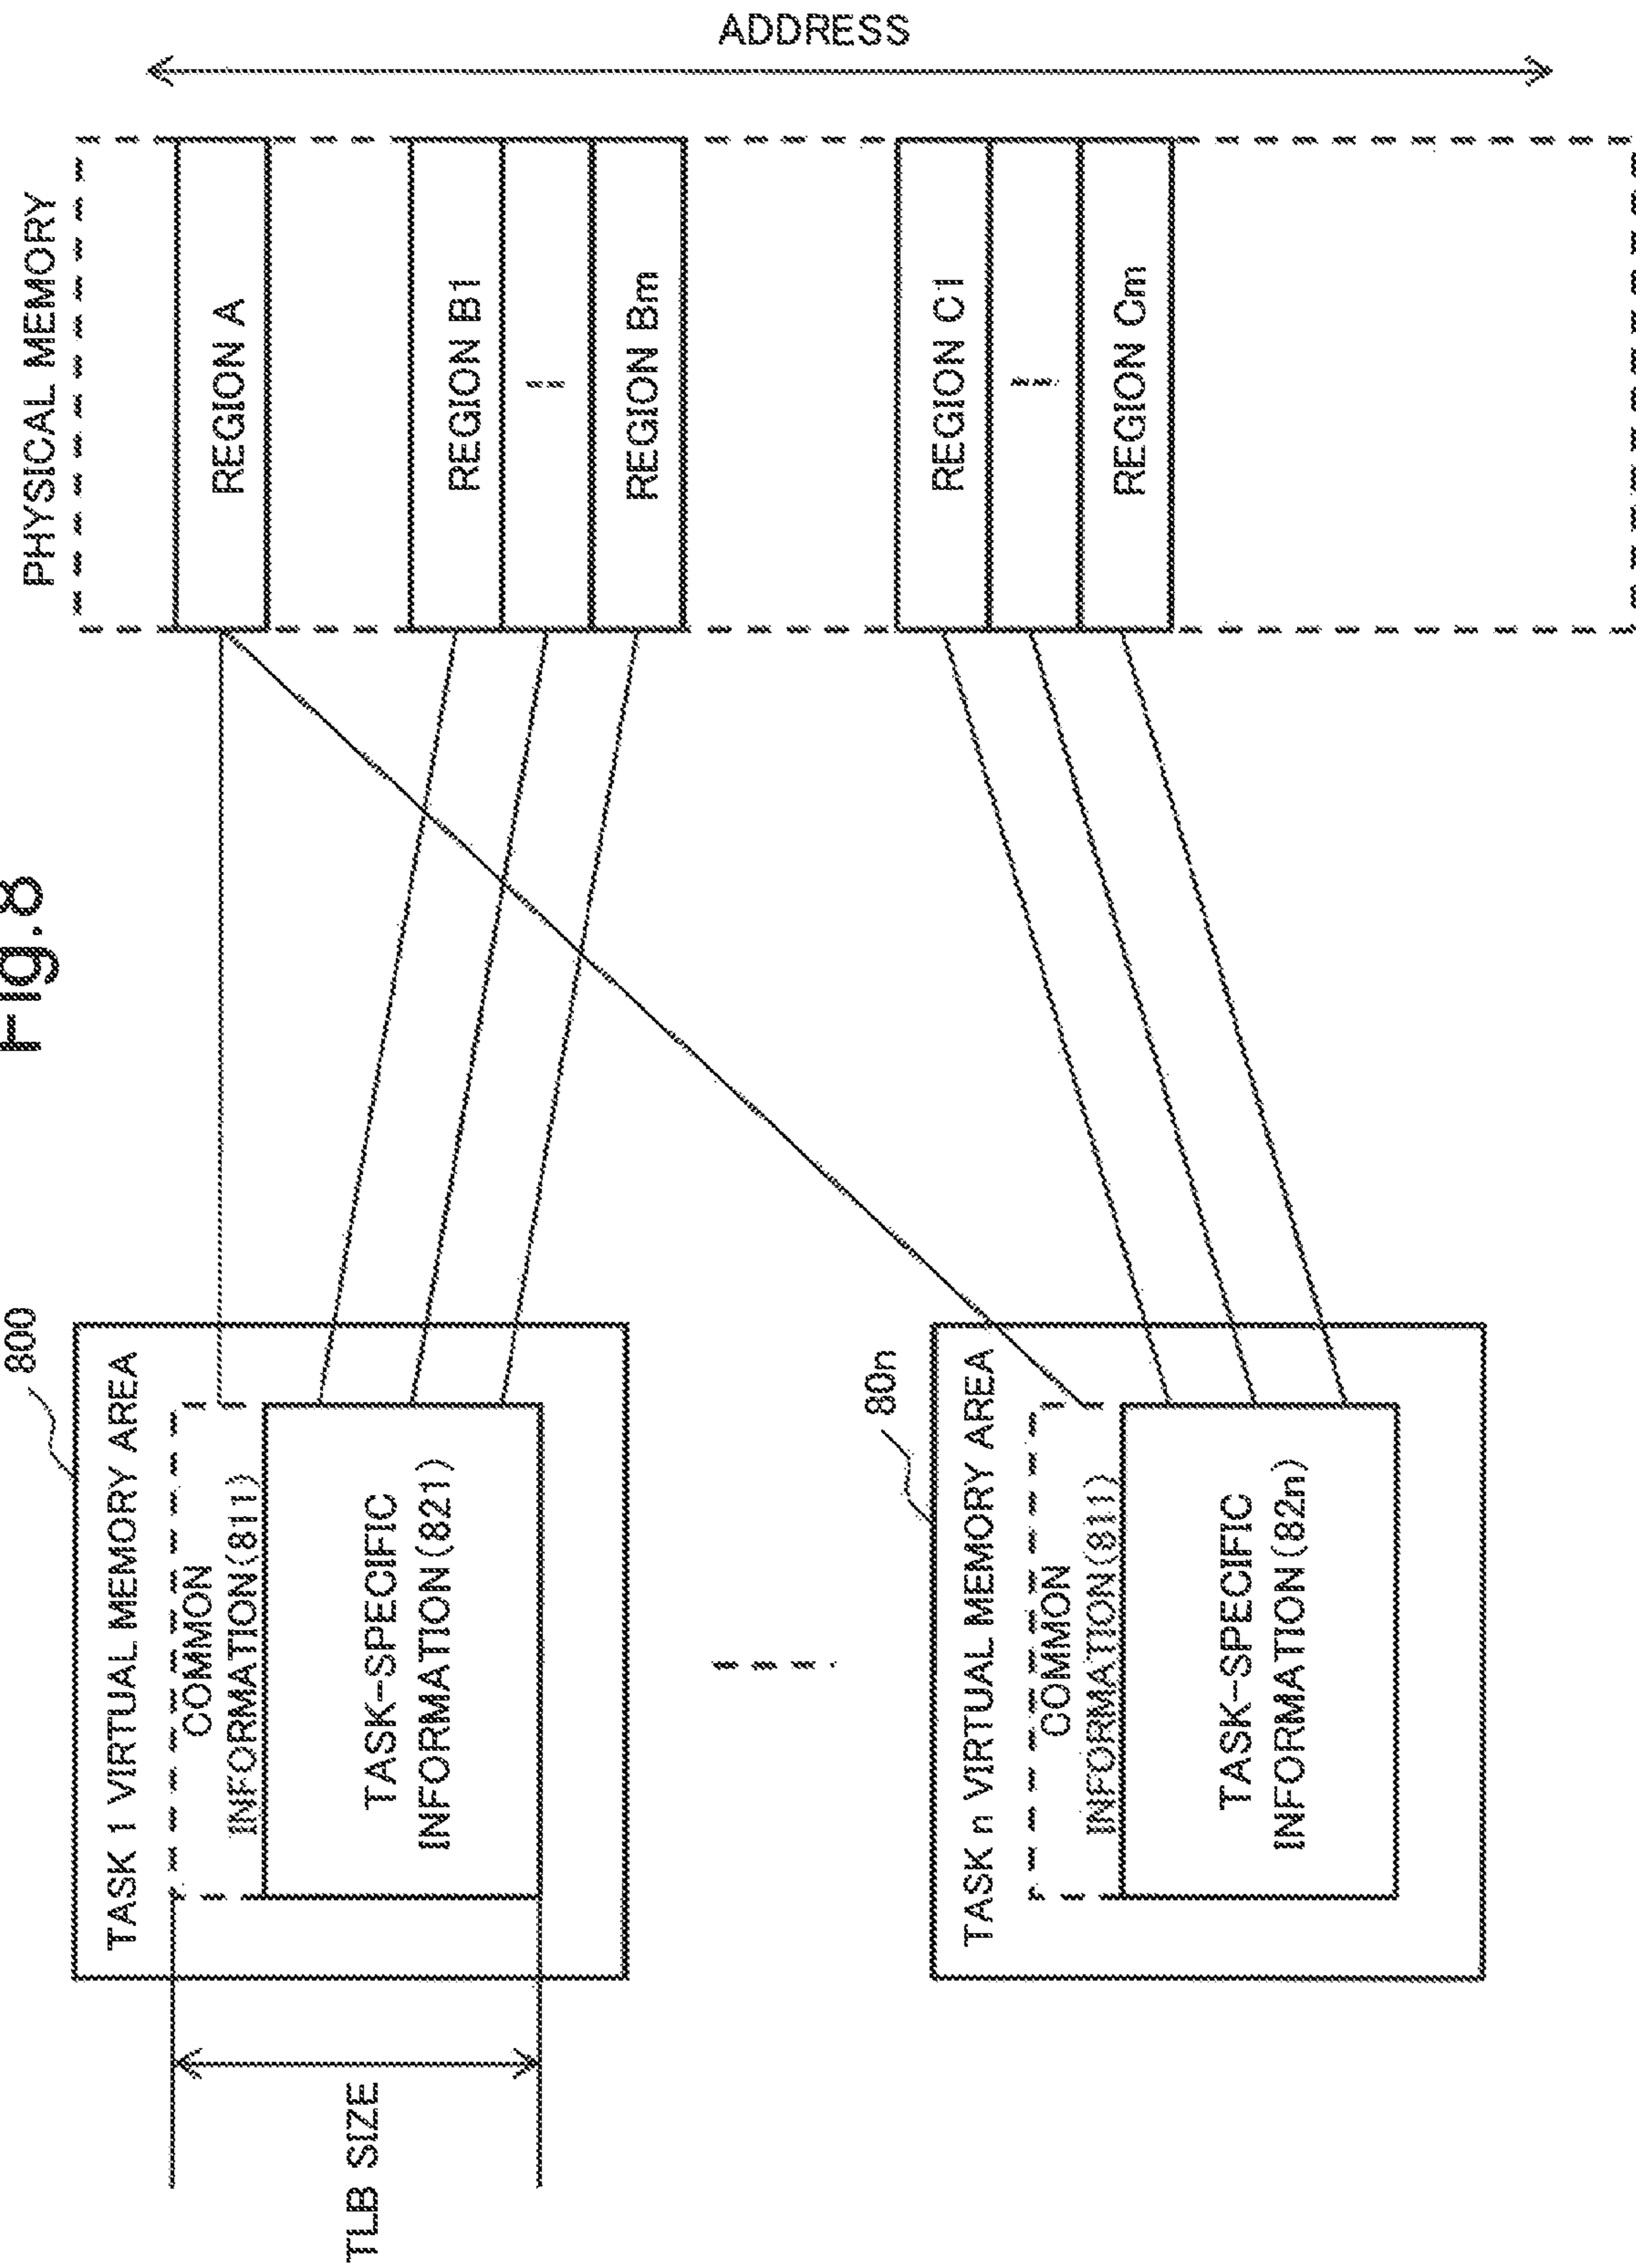 Fig.8
800
TASK 1 VIRTUAL MEMORY AREA
COMMON
INFORMATION(811)
TASK-SPECIFIC
INFORMATION(821)
TLB SIZE
80n
TASK n VIRTUAL MEMORY AREA
COMMON
INFORMATION(811)
TASK-SPECIFIC
INFORMATION(82n)
PHYSICAL MEMORY
REGION A
REGION B1
REGION Bm
REGION C1
REGION Cm
ADDRESS